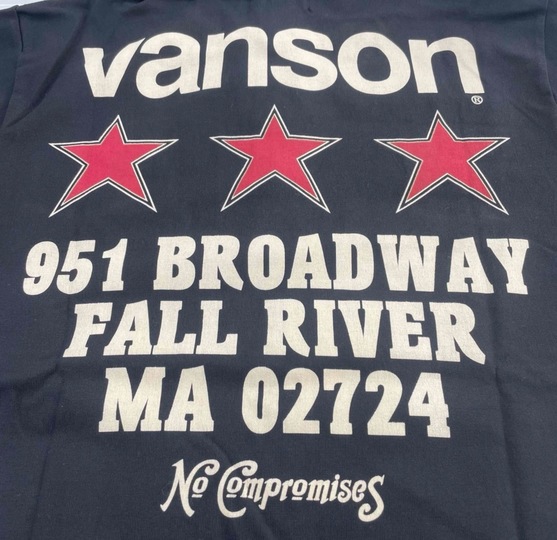 vanson®
951 BROADWAY
FALL RIVER
MA 02724
No Compromises